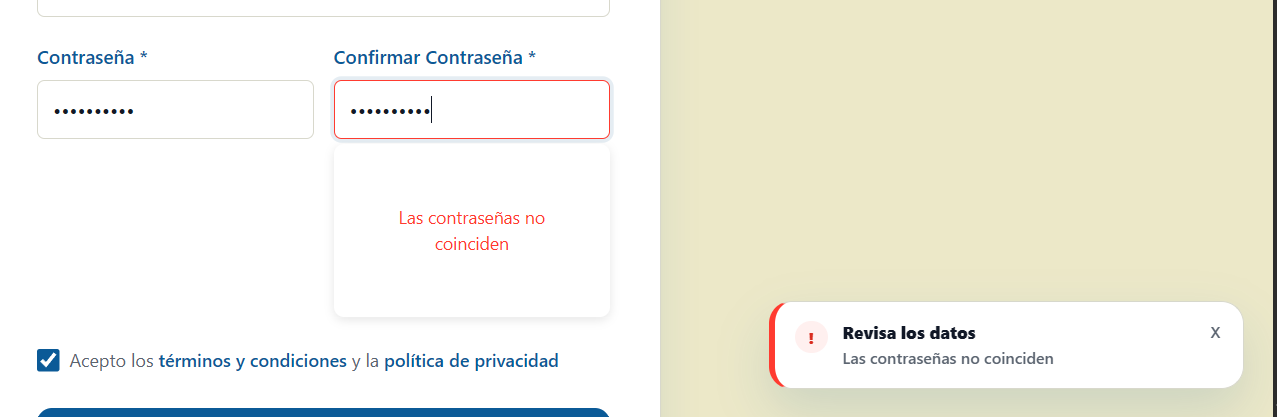 Contraseña *
Confirmar Contraseña *
••••••••••
••••••••••
Las contraseñas no
coinciden
Acepto los términos y condiciones y la política de privacidad
!
Revisa los datos
X
Las contraseñas no coinciden